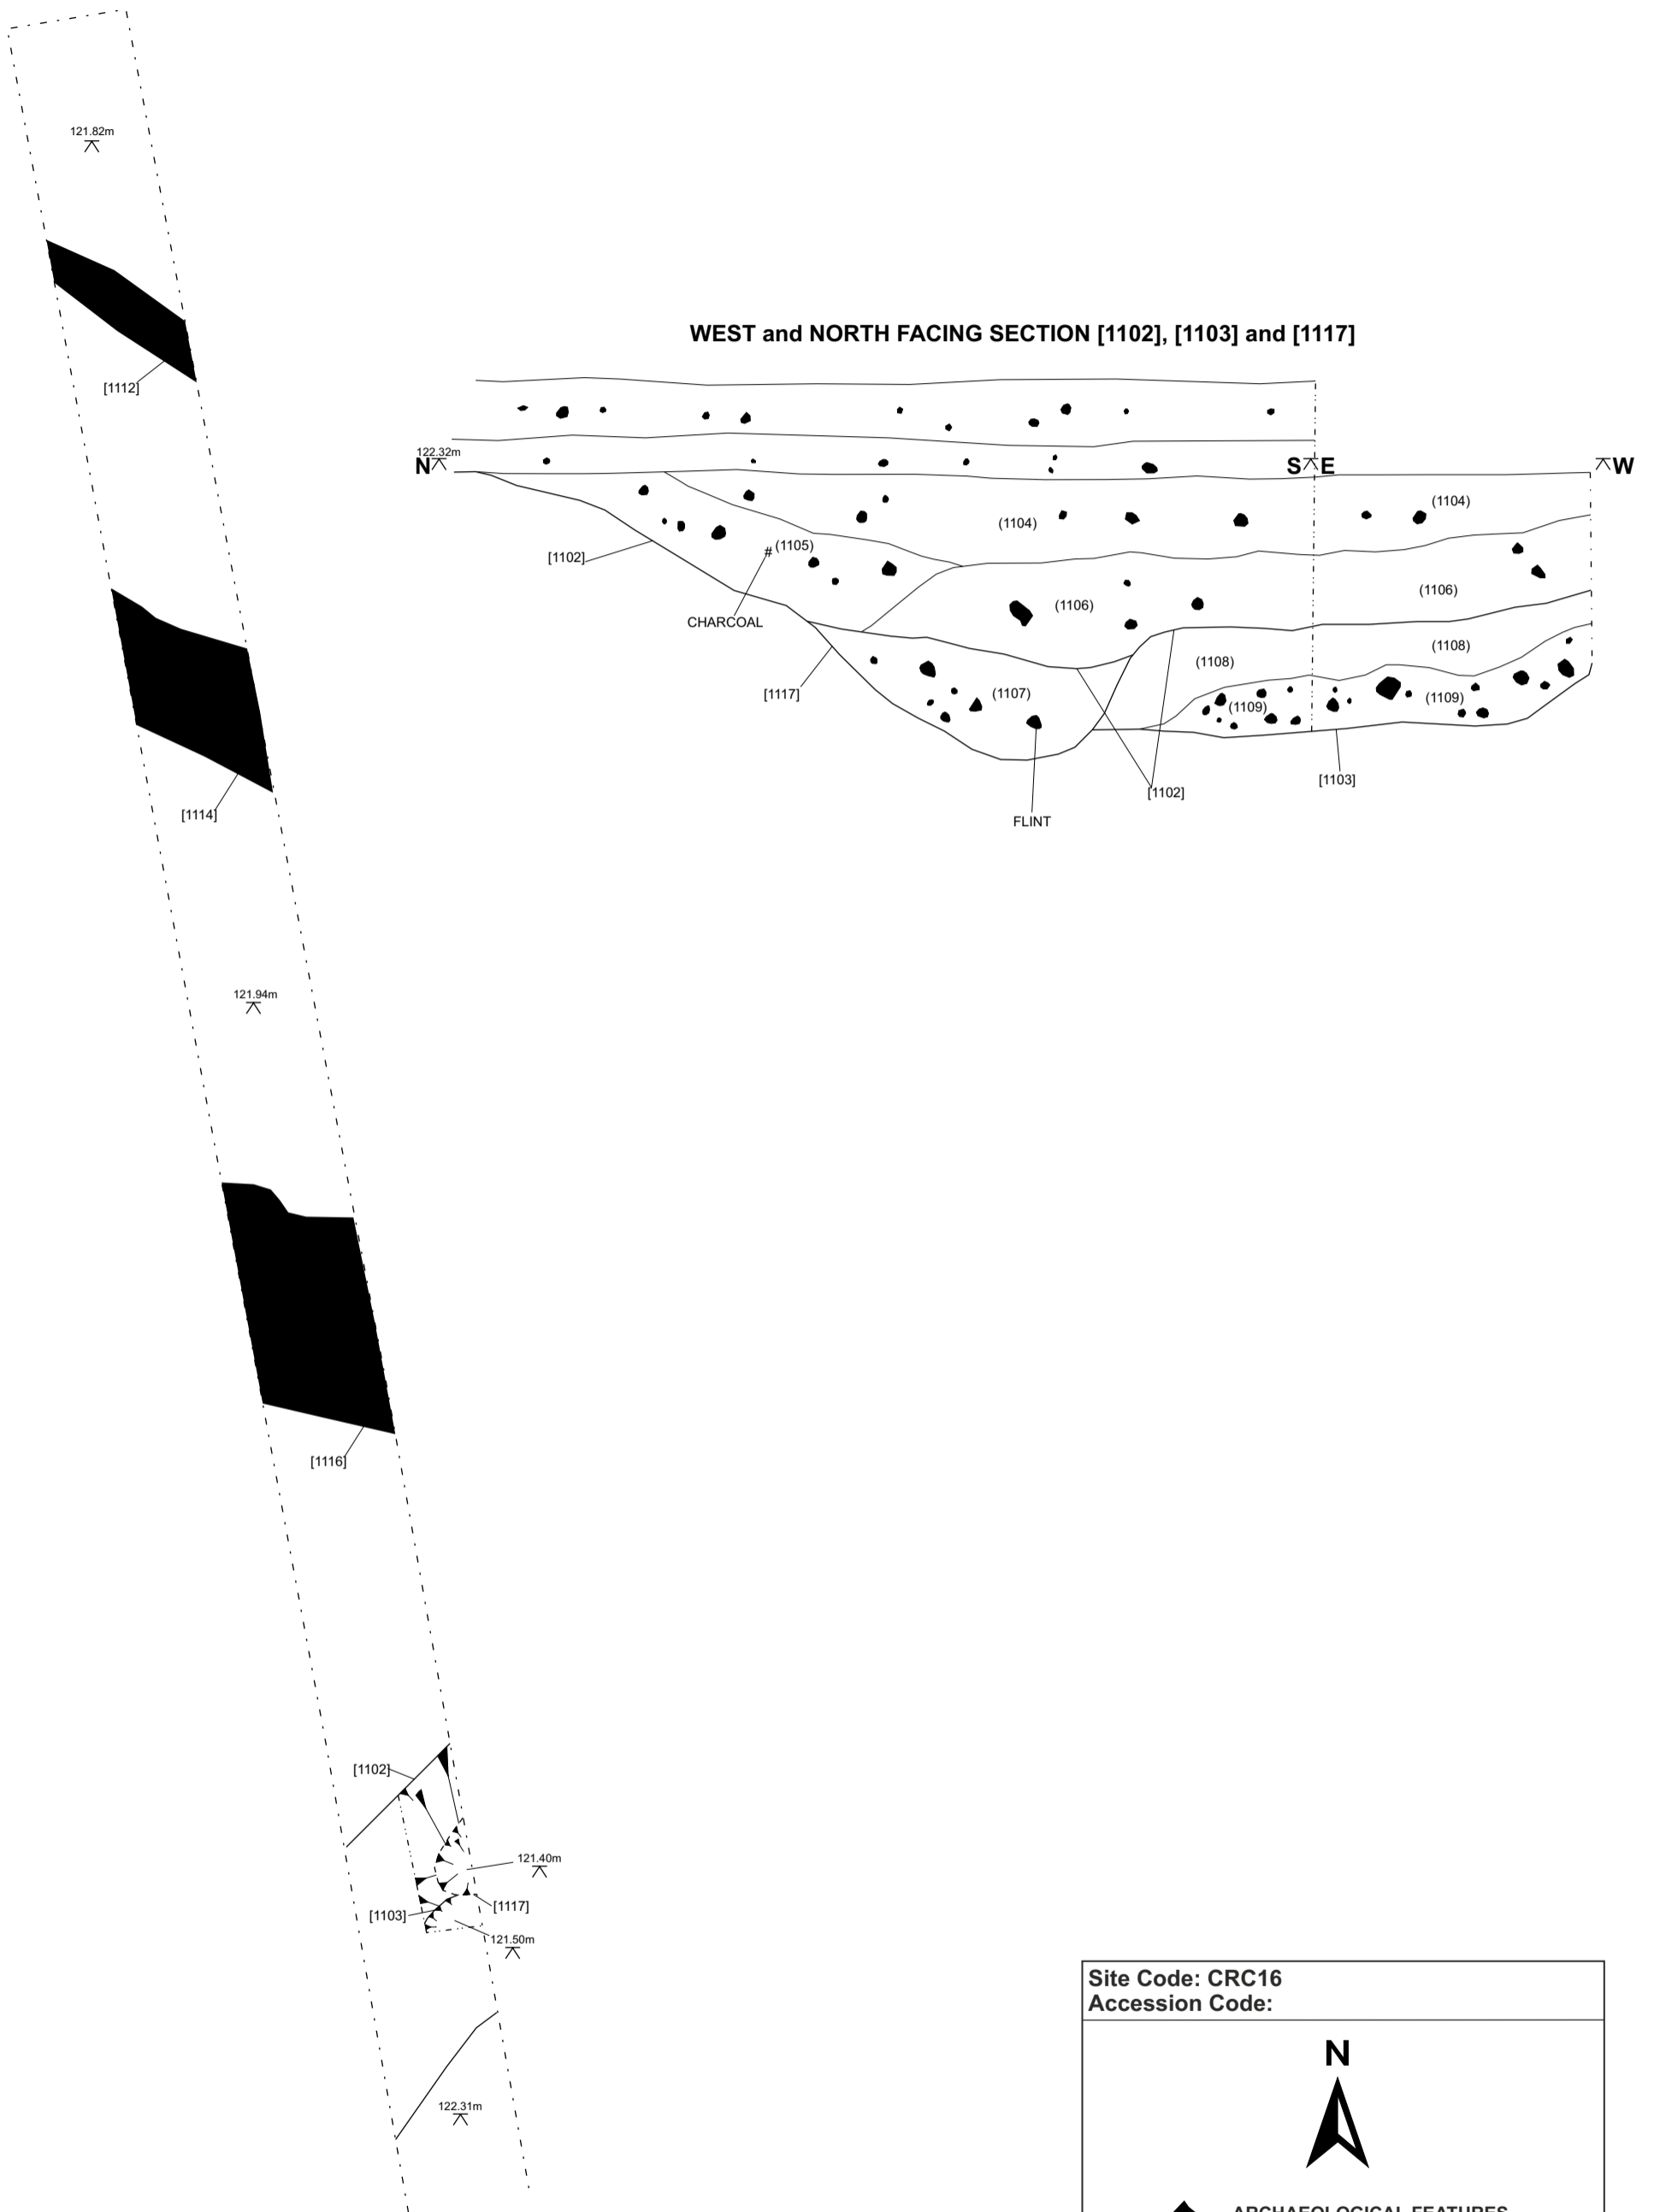 121.82m
[1112]
WEST and NORTH FACING SECTION [1102], [1103] and [1117]
122.32m
N
S E
W
(1104)
(1104)
[1102]
# (1105)
(1106)
(1106)
CHARCOAL
(1108)
(1108)
[1117]
(1107)
(1109)
(1109)
[1103]
[1102]
FLINT
[1114]
121.94m
[1116]
[1102]
121.40m
[1117]
[1103]
121.50m
122.31m
Site Code: CRC16
Accession Code:
N
ARCHAEOLOGICAL FEATURES